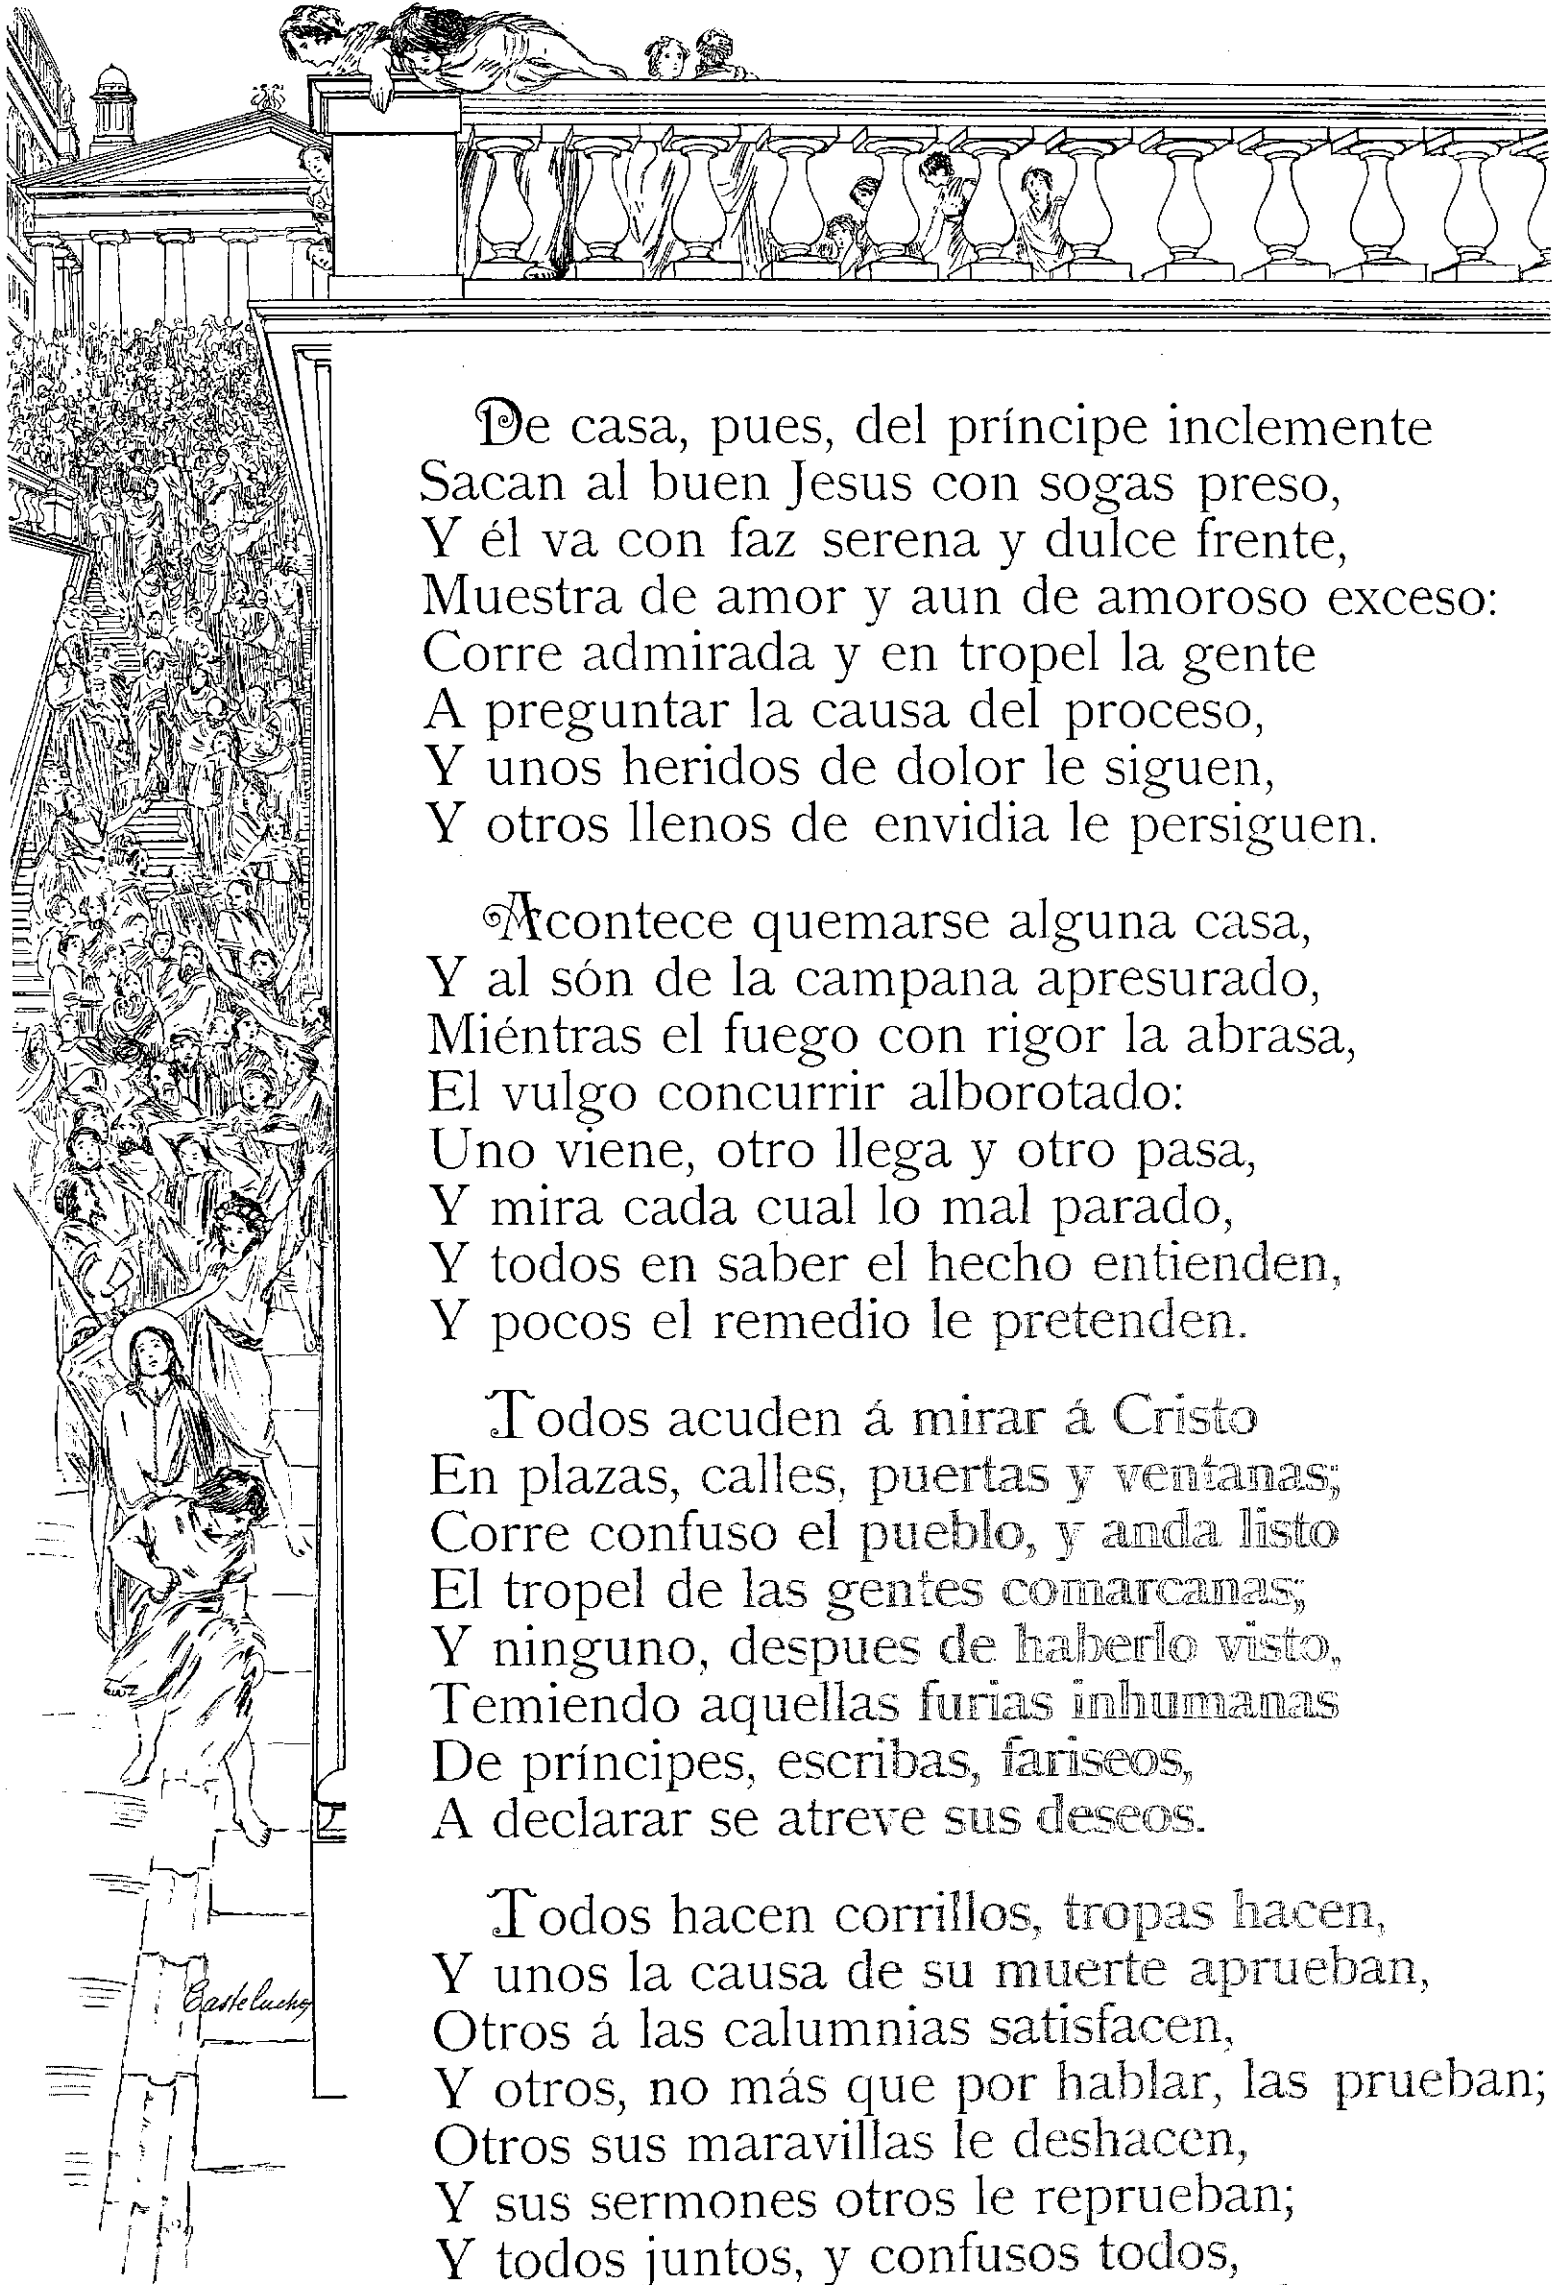 De casa, pues, del príncipe inclemente
Sacan al buen Jesus con sogas preso,
Y él va con faz serena y dulce frente,
Muestra de amor y aun de amoroso exceso:
Corre admirada y en tropel la gente
A preguntar la causa del proceso,
Y unos heridos de dolor le siguen,
Y otros llenos de envidia le persiguen.
Acontece quemarse alguna casa,
Y al són de la campana apresurado,
Miéntras el fuego con rigor la abrasa,
El vulgo concurrir alborotado:
Uno viene, otro llega y otro pasa,
Y mira cada cual lo mal parado,
Y todos en saber el hecho entienden,
Y pocos el remedio le pretenden.
Todos acuden á mirar á Cristo
En plazas, calles, puertas y ventanas;
Corre confuso el pueblo, y anda listo
El tropel de las gentes comarcanas;
Y ninguno, despues de haberlo visto,
Temiendo aquellas furias inhumanas
De príncipes, escribas, fariseos,
A declarar se atreve sus deseos.
Todos hacen corrillos, tropas hacen,
Y unos la causa de su muerte aprueban,
Otros á las calumnias satisfacen,
Y otros, no más que por hablar, las prueban;
Otros sus maravillas le deshacen,
Y sus sermones otros le reprueban;
Y todos juntos, y confusos todos,
Castelucho